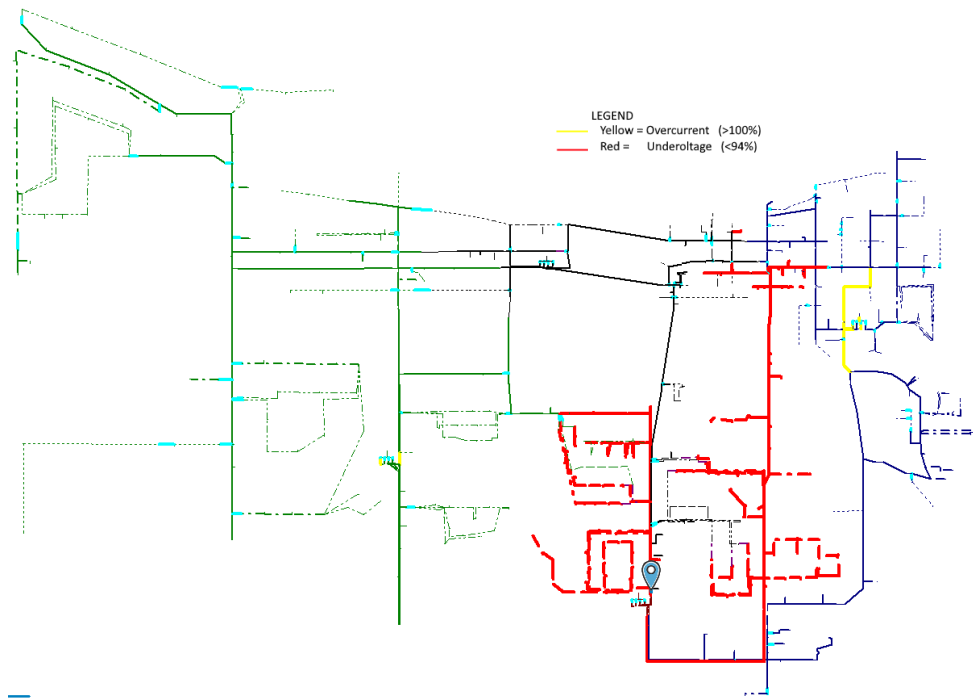 LEGEND
Yellow = Overcurrent (>100%)
Red = Underoltage (<94%)